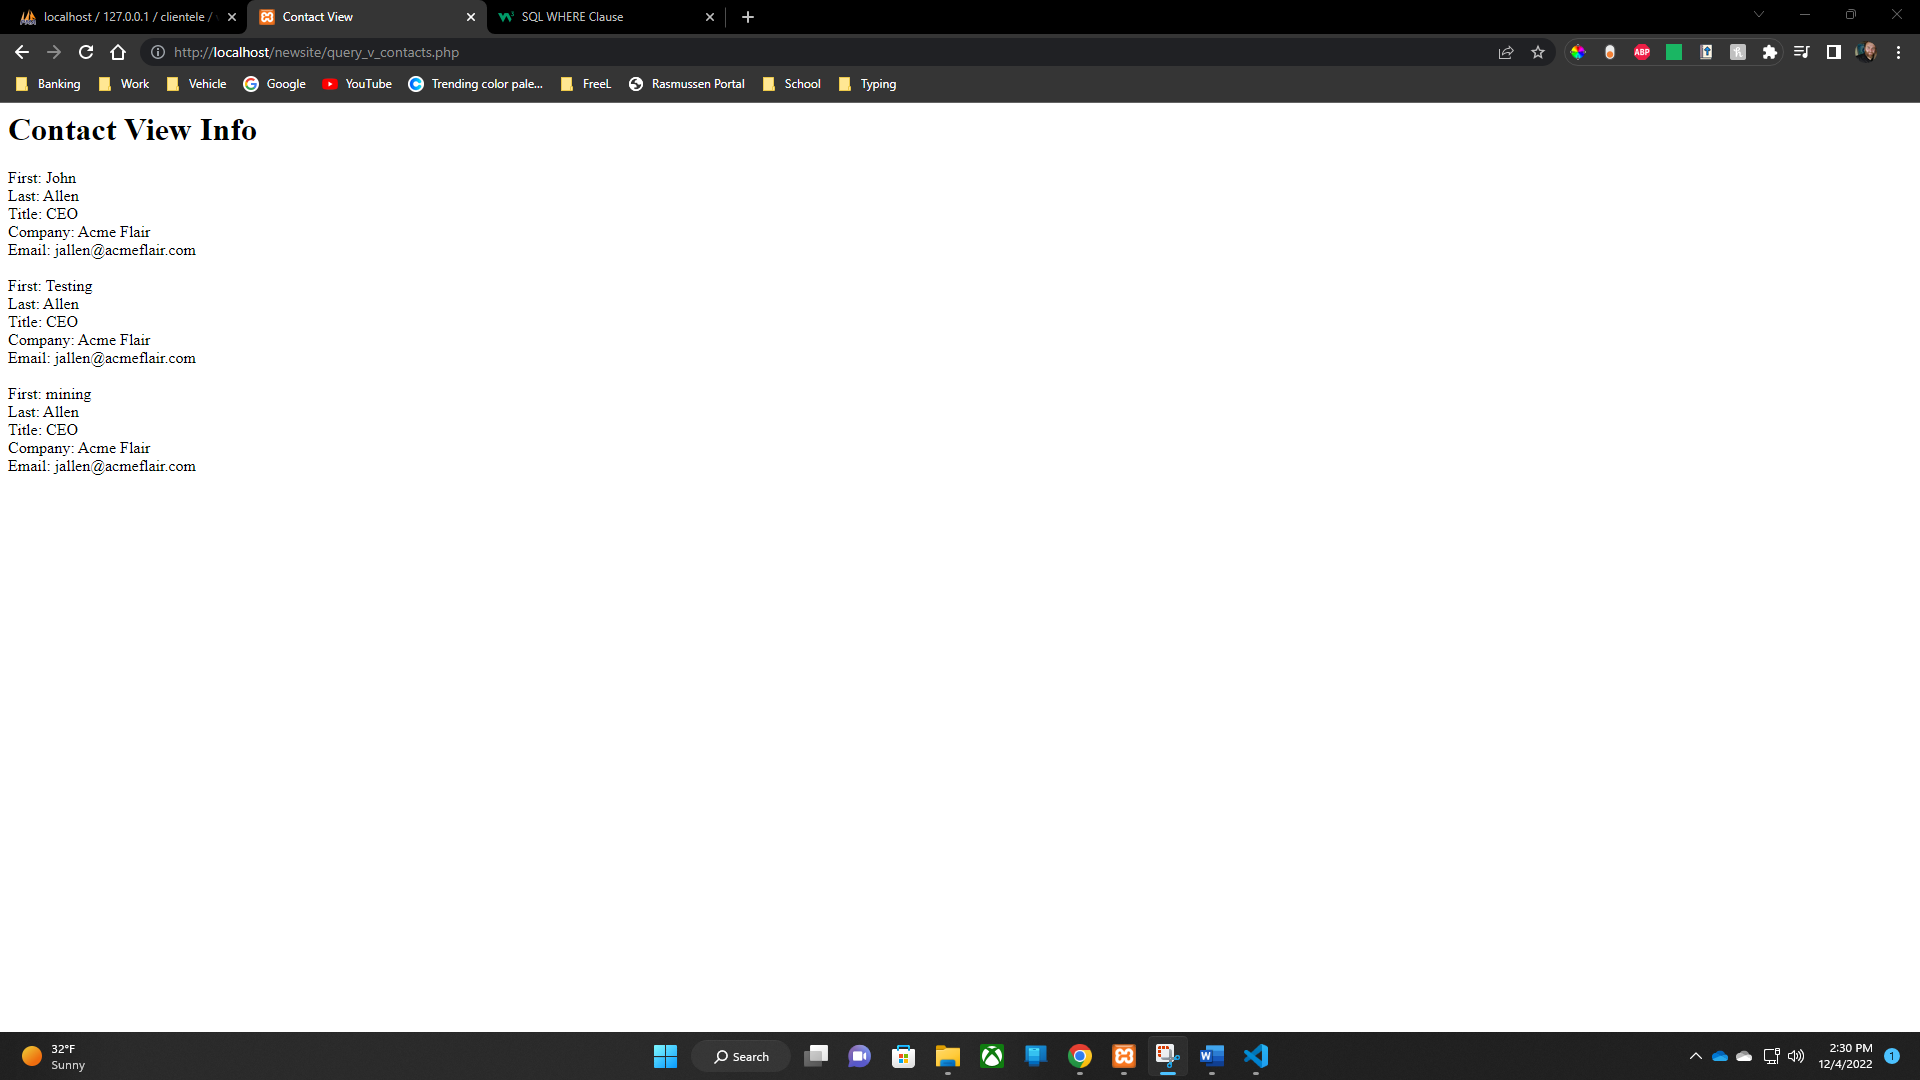 localhost / 127.0.0.1 / clientele /
Contact View
SQL WHERE Clause
http://localhost/newsite/query_v_contacts.php
ABP
Banking
Work
Vehicle
Google
YouTube
Trending color pale...
FreeL
Rasmussen Portal
School
Typing
Contact View Info
First: John
Last: Allen
Title: CEO
Company: Acme Flair
Email: jallen@acmeflair.com
First: Testing
Last: Allen
Title: CEO
Company: Acme Flair
Email: jallen@acmeflair.com
First: mining
Last: Allen
Title: CEO
Company: Acme Flair
Email: jallen@acmeflair.com
32°F
Sunny
Search
2:30 PM
12/4/2022
1